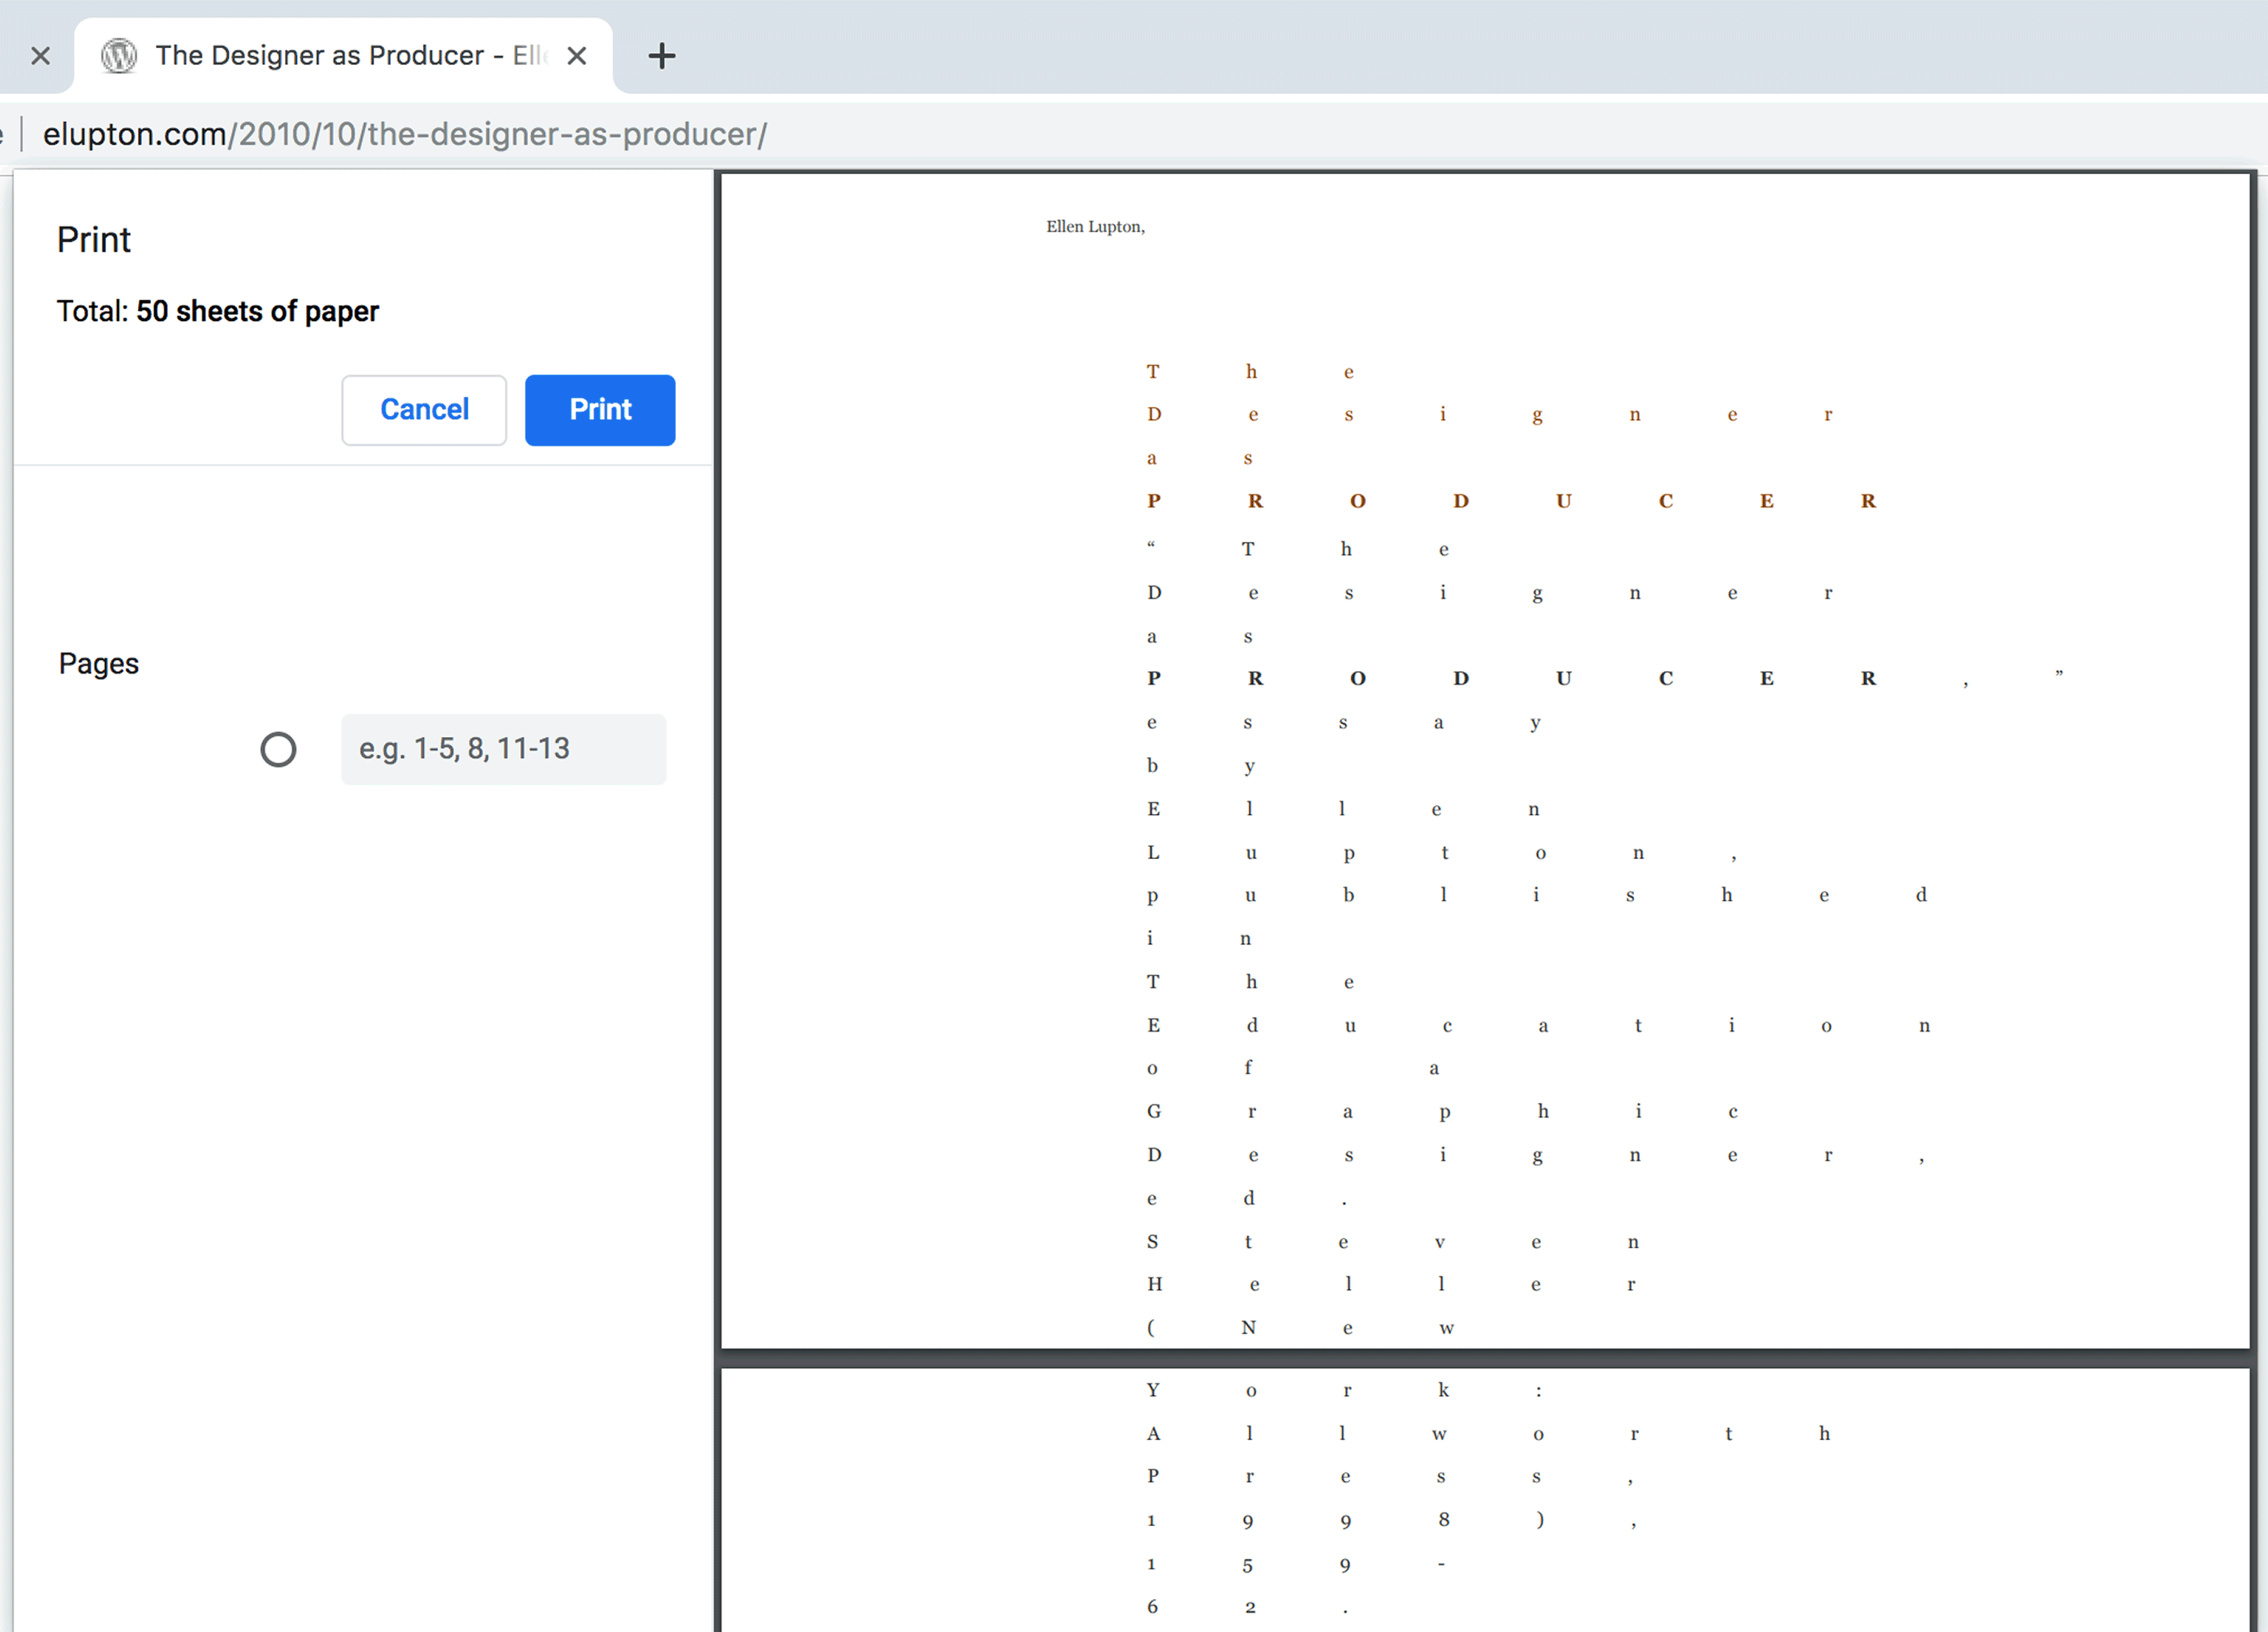 The Designer as Producer - Elle
elupton.com/2010/10/the-designer-as-producer/
Print
Total: 50 sheets of paper
Cancel Print
Pages
e.g. 1-5, 8, 11-13
Ellen Lupton,
T h e
D e s i g n e r
a s
P R O D U C E R
“ T h e
D e s i g n e r
a s
P R O D U C E R , ”
e s s a y
b y
E l l e n
L u p t o n ,
p u b l i s h e d
i n
T h e
E d u c a t i o n
o f a
G r a p h i c
D e s i g n e r ,
e d .
S t e v e n
H e l l e r
( N e w
Y o r k :
A l l w o r t h
P r e s s ,
1 9 9 8 ) ,
1 5 9 -
6 2 .